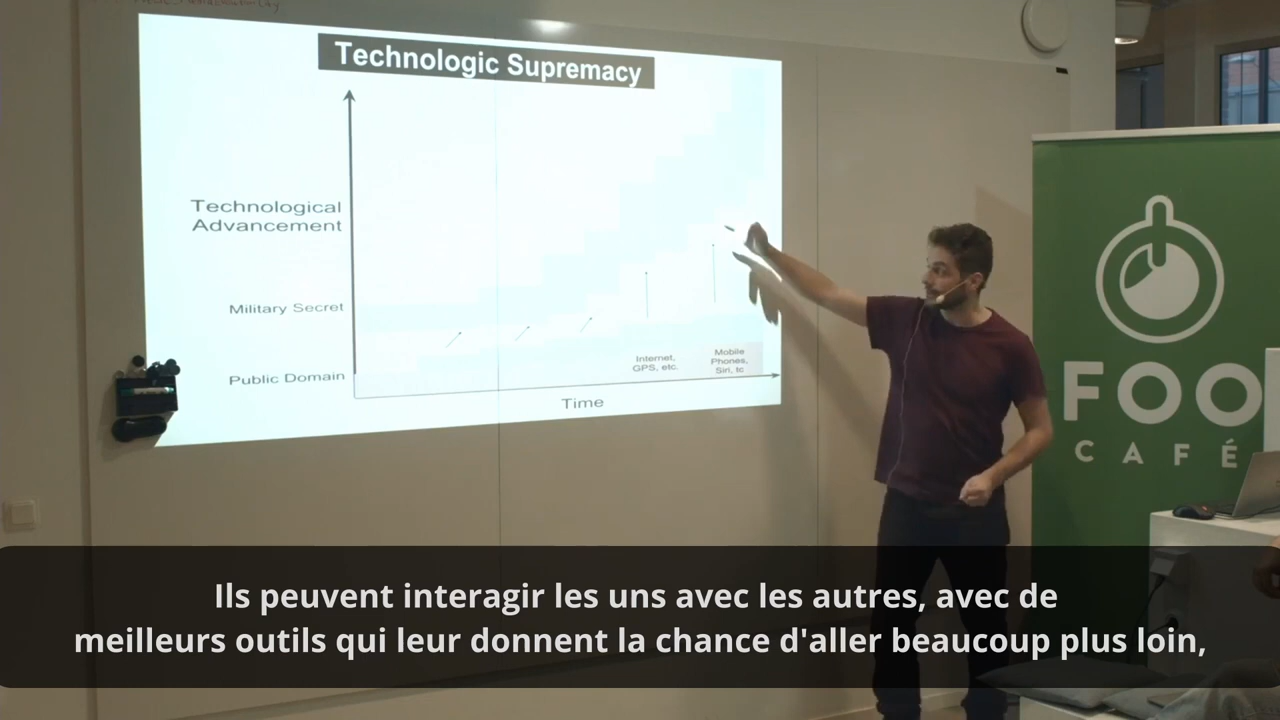 Technologic Supremacy
Technological
Advancement
Military Secret
Public Domain
Internet,
GPS, etc.
Mobile
Phones,
Siri, tc
Time
FOO
CAFÉ
Ils peuvent interagir les uns avec les autres, avec de
meilleurs outils qui leur donnent la chance d'aller beaucoup plus loin,